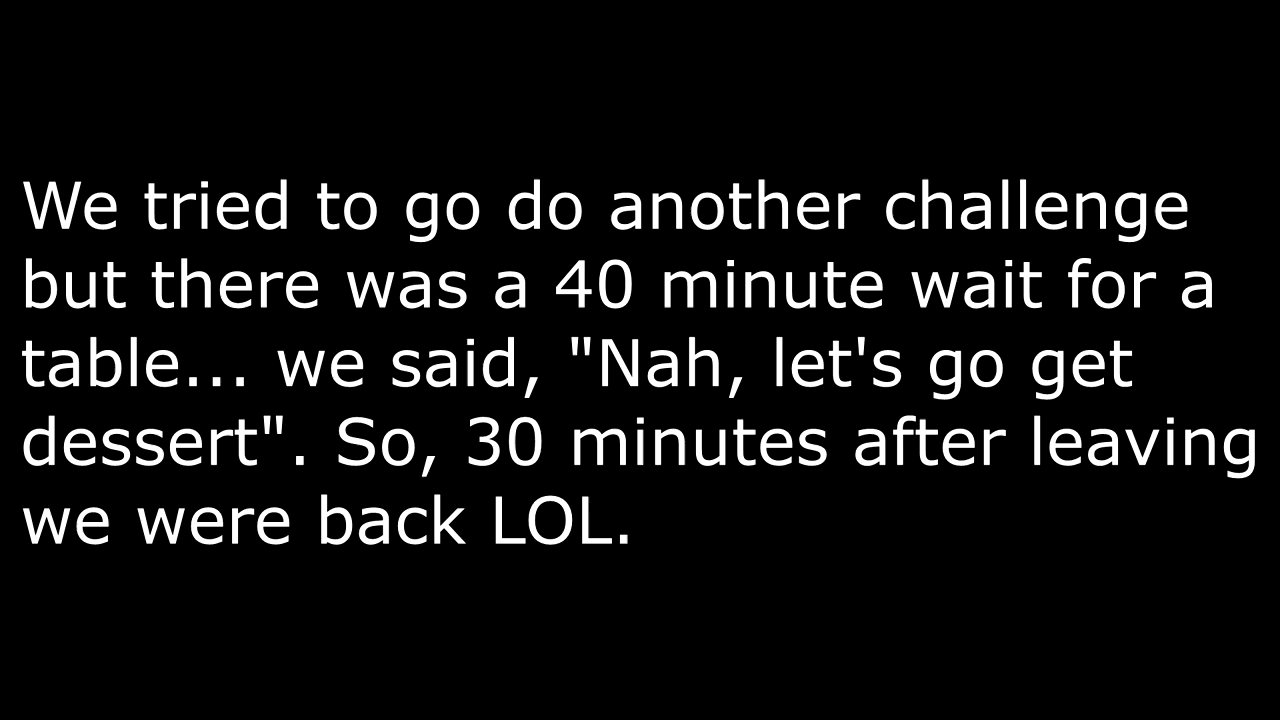 We tried to go do another challenge
but there was a 40 minute wait for a
table... we said, "Nah, let's go get
dessert". So, 30 minutes after leaving
we were back LOL.